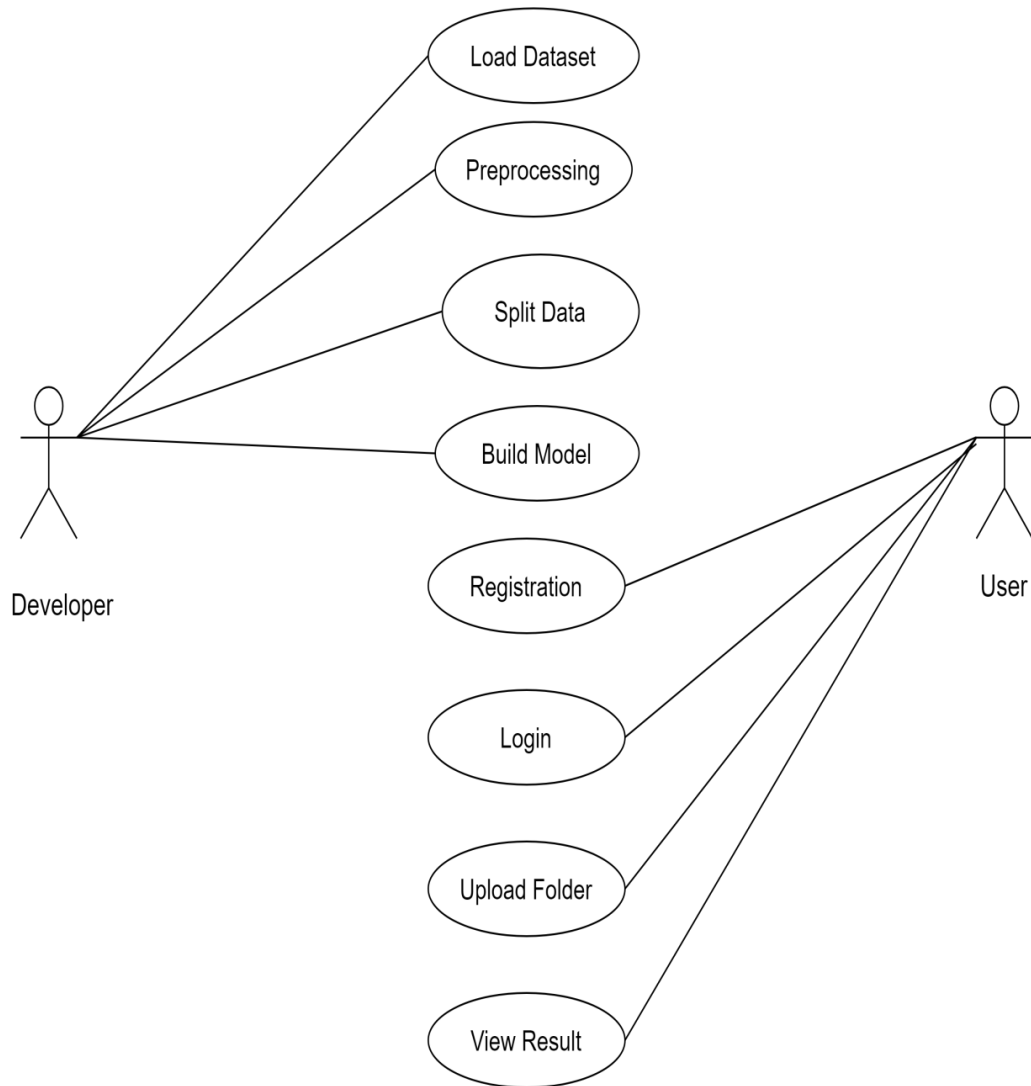 Load Dataset
Preprocessing
Split Data
Build Model
Registration
Developer
User
Login
Upload Folder
View Result